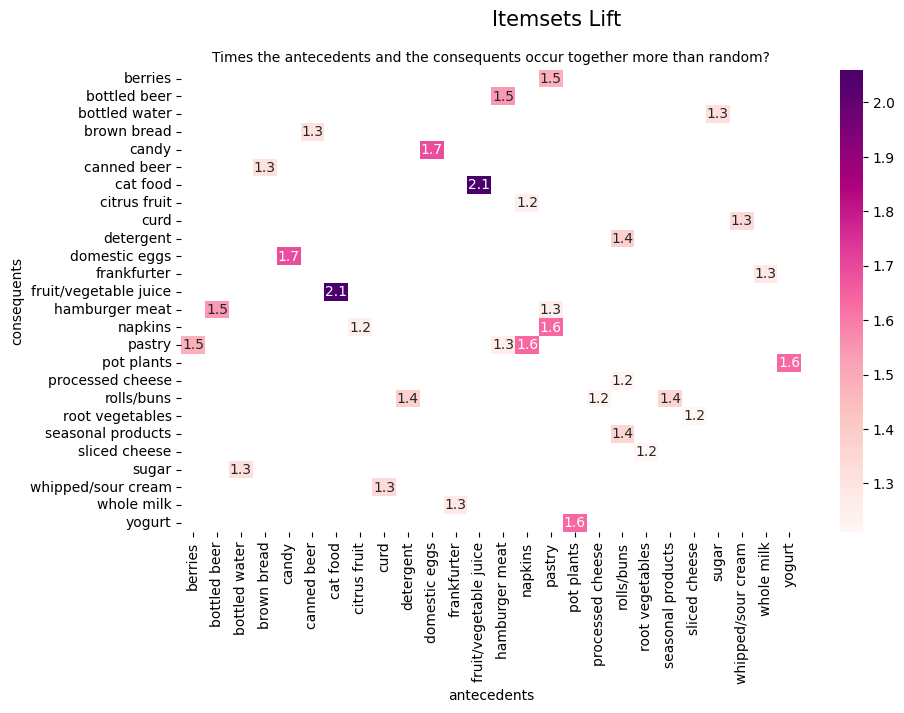 Itemsets Lift
Times the antecedents and the consequents occur together more than random?
consequents
berries 1.5
bottled beer 1.5
bottled water 1.3
brown bread 1.3
candy 1.7
canned beer 1.3
cat food 2.1
citrus fruit 1.2
curd 1.3
detergent 1.4
domestic eggs 1.7
frankfurter 1.3
fruit/vegetable juice 2.1
hamburger meat 1.5 1.3
napkins 1.2 1.6
pastry 1.5 1.3 1.6
pot plants 1.6
processed cheese 1.2
rolls/buns 1.4 1.2 1.4
root vegetables 1.2
seasonal products 1.4
sliced cheese 1.2
sugar 1.3
whipped/sour cream 1.3
whole milk 1.3
yogurt 1.6
berries
bottled beer
bottled water
brown bread
candy
canned beer
cat food
citrus fruit
curd
detergent
domestic eggs
frankfurter
fruit/vegetable juice
hamburger meat
napkins
pastry
pot plants
processed cheese
rolls/buns
root vegetables
seasonal products
sliced cheese
sugar
whipped/sour cream
whole milk
yogurt
antecedents
2.0
1.9
1.8
1.7
1.6
1.5
1.4
1.3